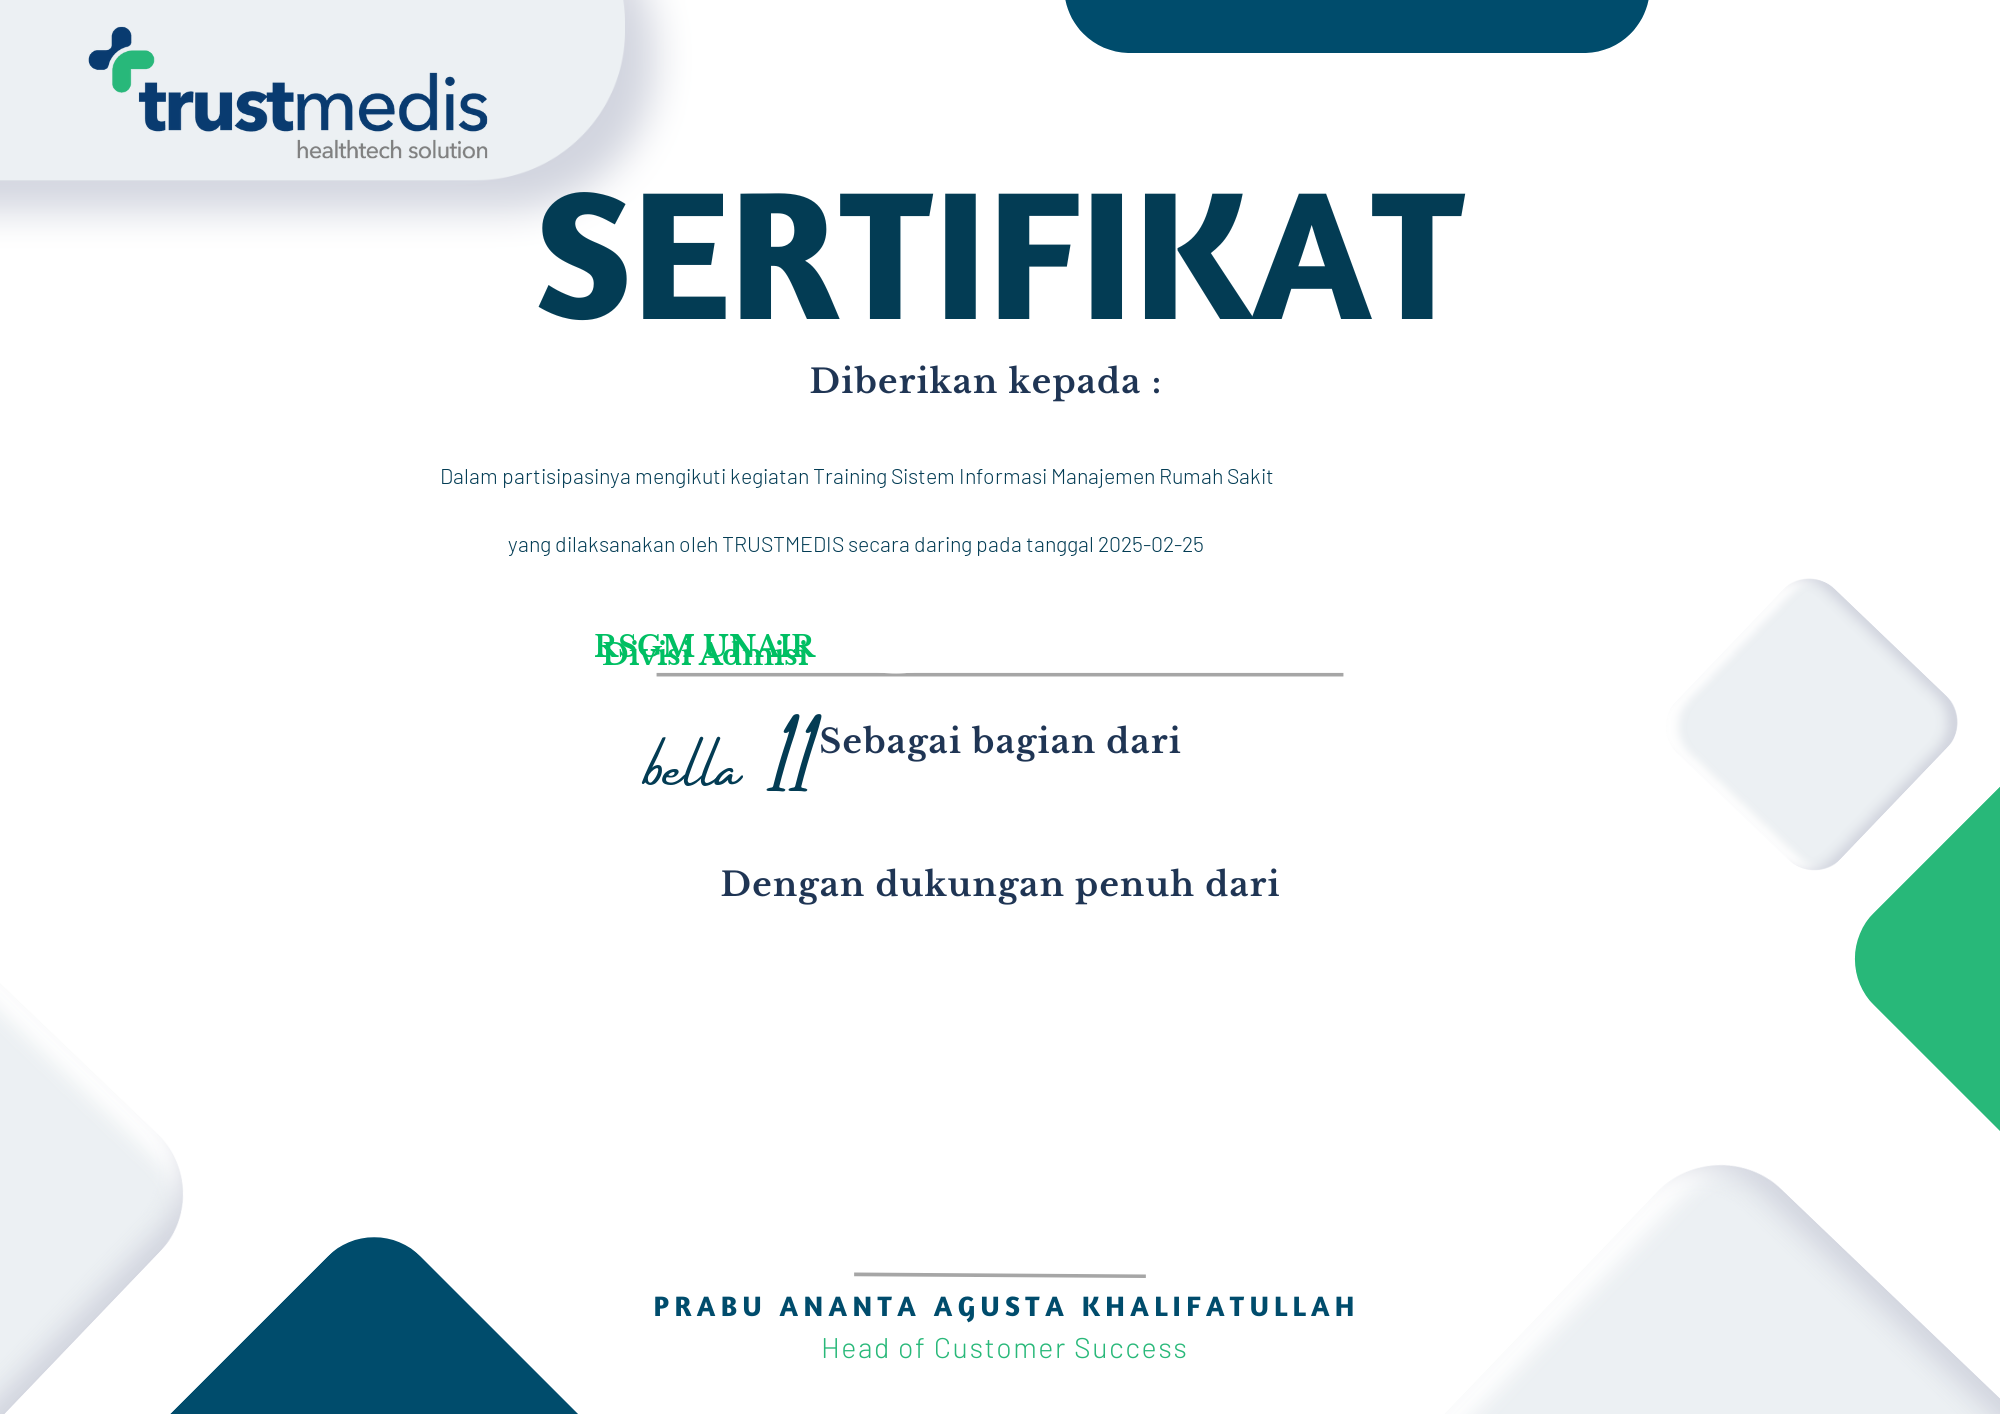 trustmedis
healthtech solution
SERTIFIKAT
Diberikan kepada :
Dalam partisipasinya mengikuti kegiatan Training Sistem Informasi Manajemen Rumah Sakit
yang dilaksanakan oleh TRUSTMEDIS secara daring pada tanggal 2025-02-25
RSGM UNAIR
Divisi Admisi
bella 11
Sebagai bagian dari
Dengan dukungan penuh dari
PRABU ANANTA AGUSTA KHALIFATULLAH
Head of Customer Success